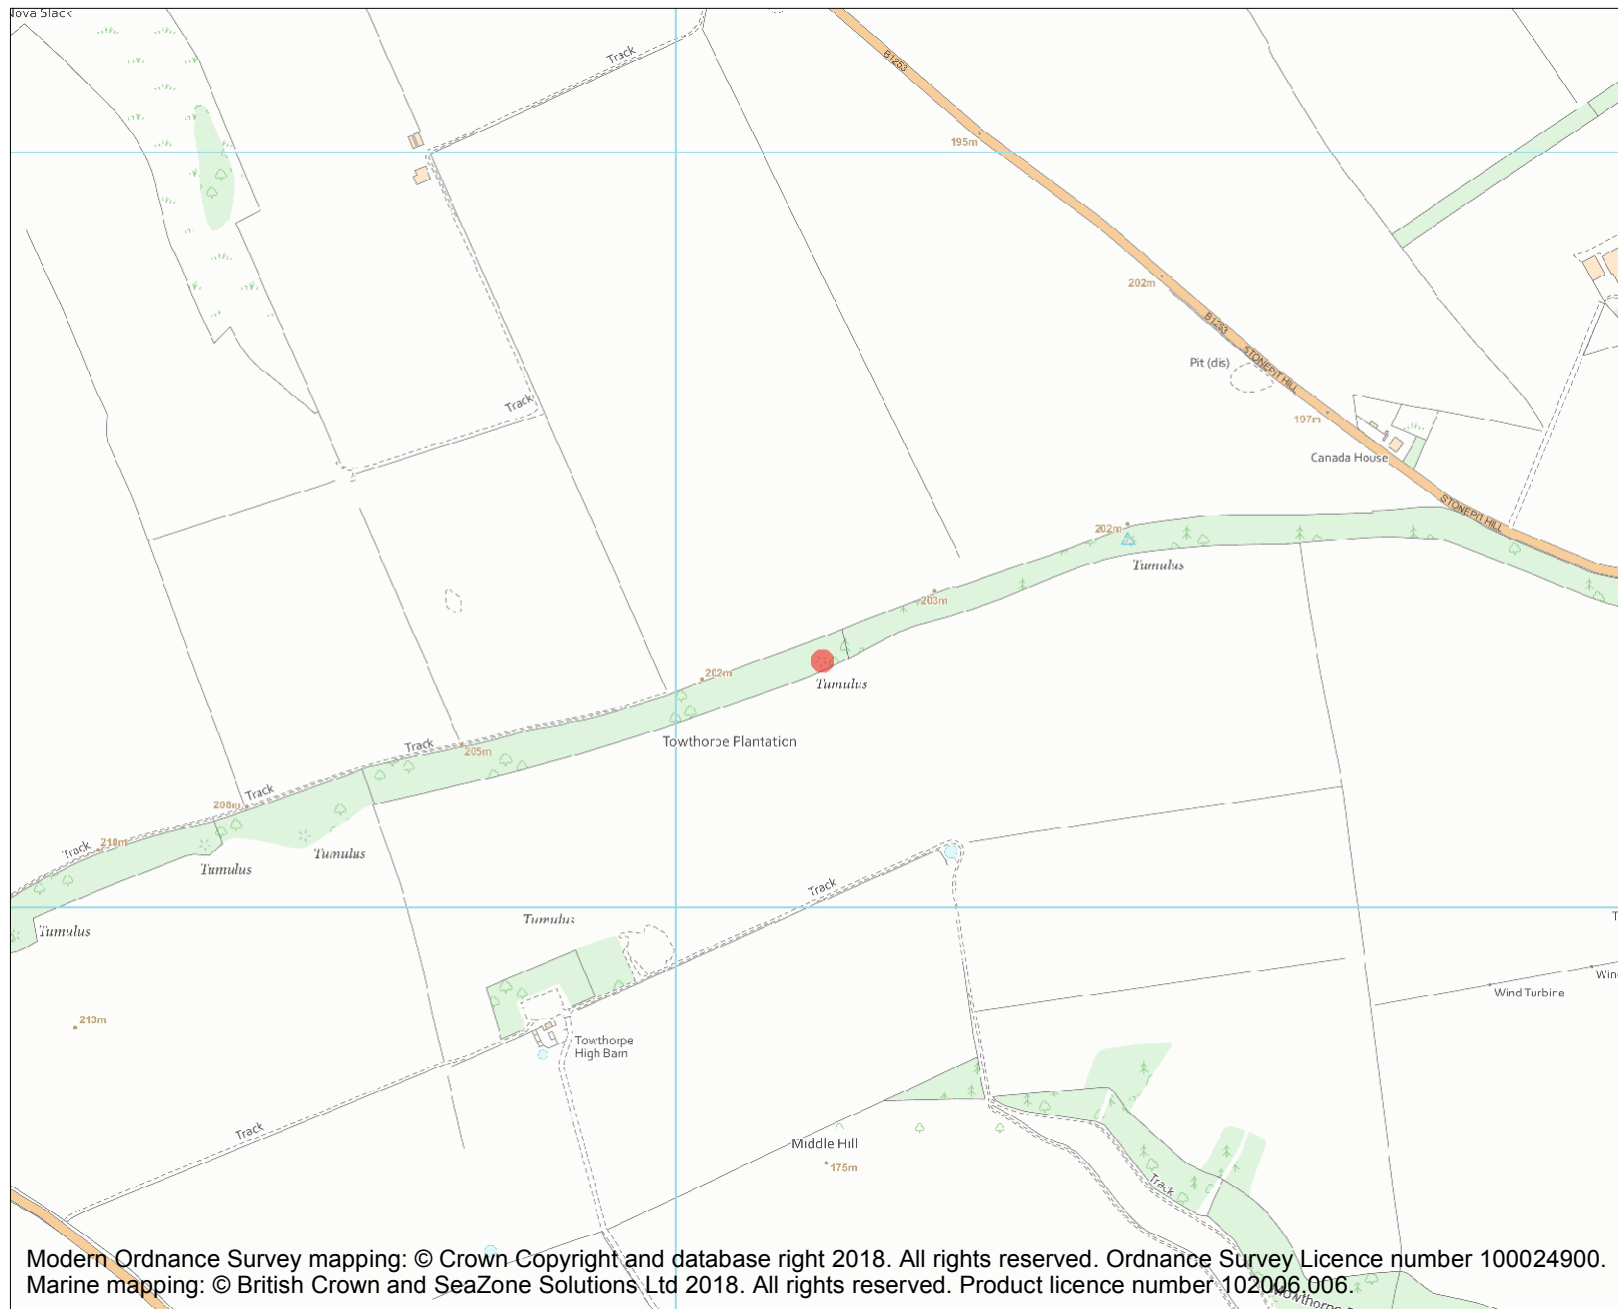 Nova Slack
Track
B1253
195m
202m
B1253
STONEPIT HILL
Pit (dis)
197m
Canada House
Track
STONEPIT HILL
202m
Tumulus
203m
202m
Tumulus
Towthorpe Plantation
Track
205m
Track
208m
Track
210m
Tumulus
Tumulus
Track
Tumulus
Tumulus
Wind Turbine
213m
Towthorpe
High Barn
Track
Middle Hill
175m
Track
Modern Ordnance Survey mapping: © Crown Copyright and database right 2018. All rights reserved. Ordnance Survey Licence number 100024900.
Marine mapping: © British Crown and SeaZone Solutions Ltd 2018. All rights reserved. Product licence number 102006.006.